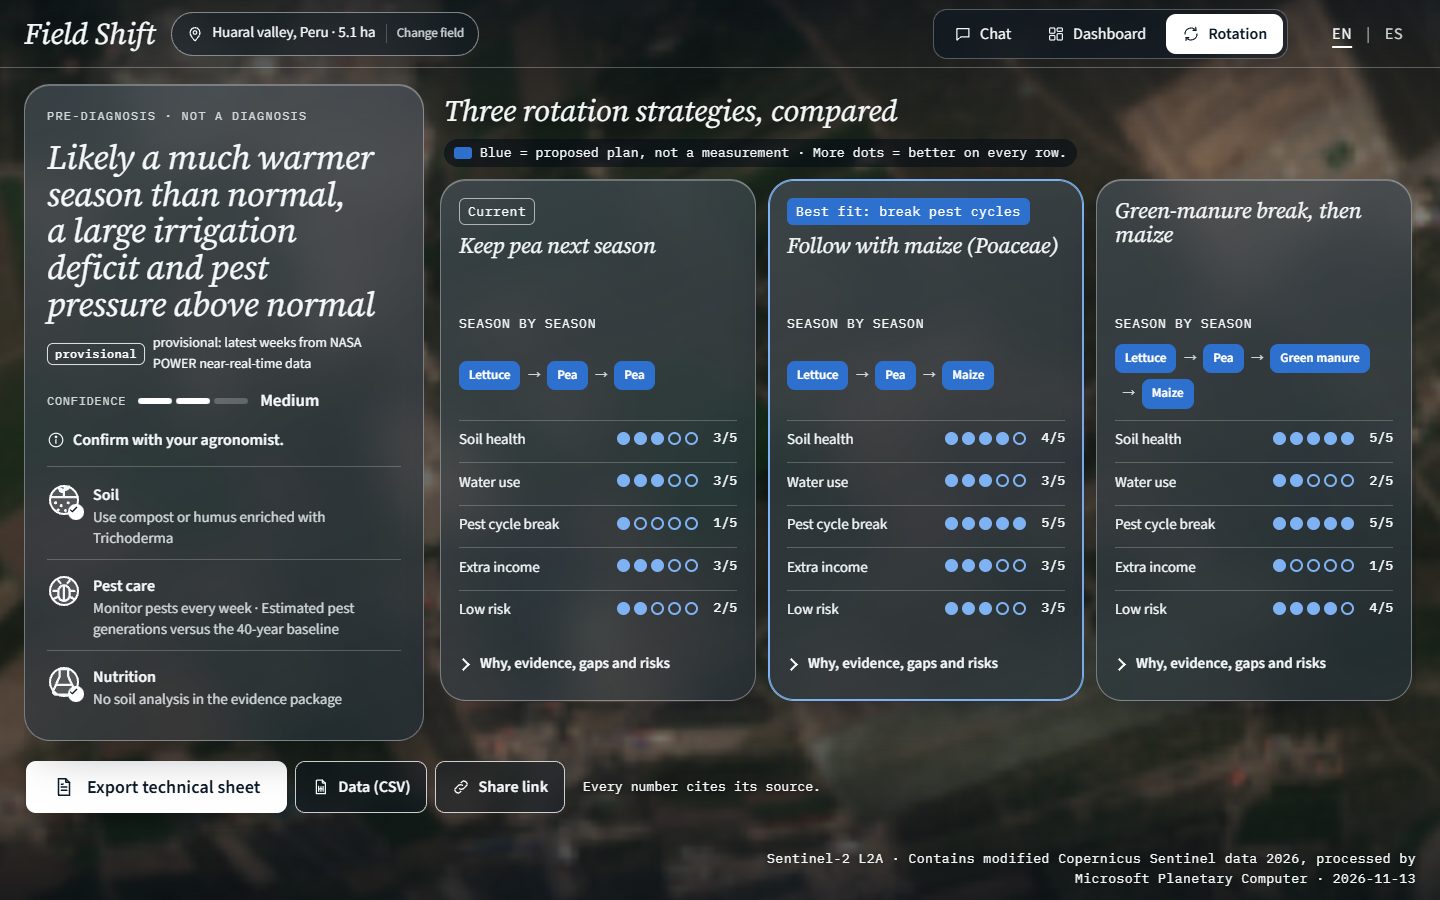 Field Shift
Huaral valley, Peru · 5.1 ha
Change field
Chat
Dashboard
Rotation
EN | ES
PRE-DIAGNOSIS · NOT A DIAGNOSIS
Likely a much warmer
season than normal,
a large irrigation
deficit and pest
pressure above normal
provisional
provisional: latest weeks from NASA
POWER near-real-time data
CONFIDENCE
Medium
Confirm with your agronomist.
Soil
Use compost or humus enriched with
Trichoderma
Pest care
Monitor pests every week · Estimated pest
generations versus the 40-year baseline
Nutrition
No soil analysis in the evidence package
Three rotation strategies, compared
Blue = proposed plan, not a measurement · More dots = better on every row.
Current
Keep pea next season
SEASON BY SEASON
Lettuce → Pea → Pea
Soil health 3/5
Water use 3/5
Pest cycle break 1/5
Extra income 3/5
Low risk 2/5
Why, evidence, gaps and risks
Best fit: break pest cycles
Follow with maize (Poaceae)
SEASON BY SEASON
Lettuce → Pea → Maize
Soil health 4/5
Water use 3/5
Pest cycle break 5/5
Extra income 3/5
Low risk 3/5
Why, evidence, gaps and risks
Green-manure break, then
maize
SEASON BY SEASON
Lettuce → Pea → Green manure
→ Maize
Soil health 5/5
Water use 2/5
Pest cycle break 5/5
Extra income 1/5
Low risk 4/5
Why, evidence, gaps and risks
Export technical sheet
Data (CSV)
Share link
Every number cites its source.
Sentinel-2 L2A · Contains modified Copernicus Sentinel data 2026, processed by
Microsoft Planetary Computer · 2026-11-13